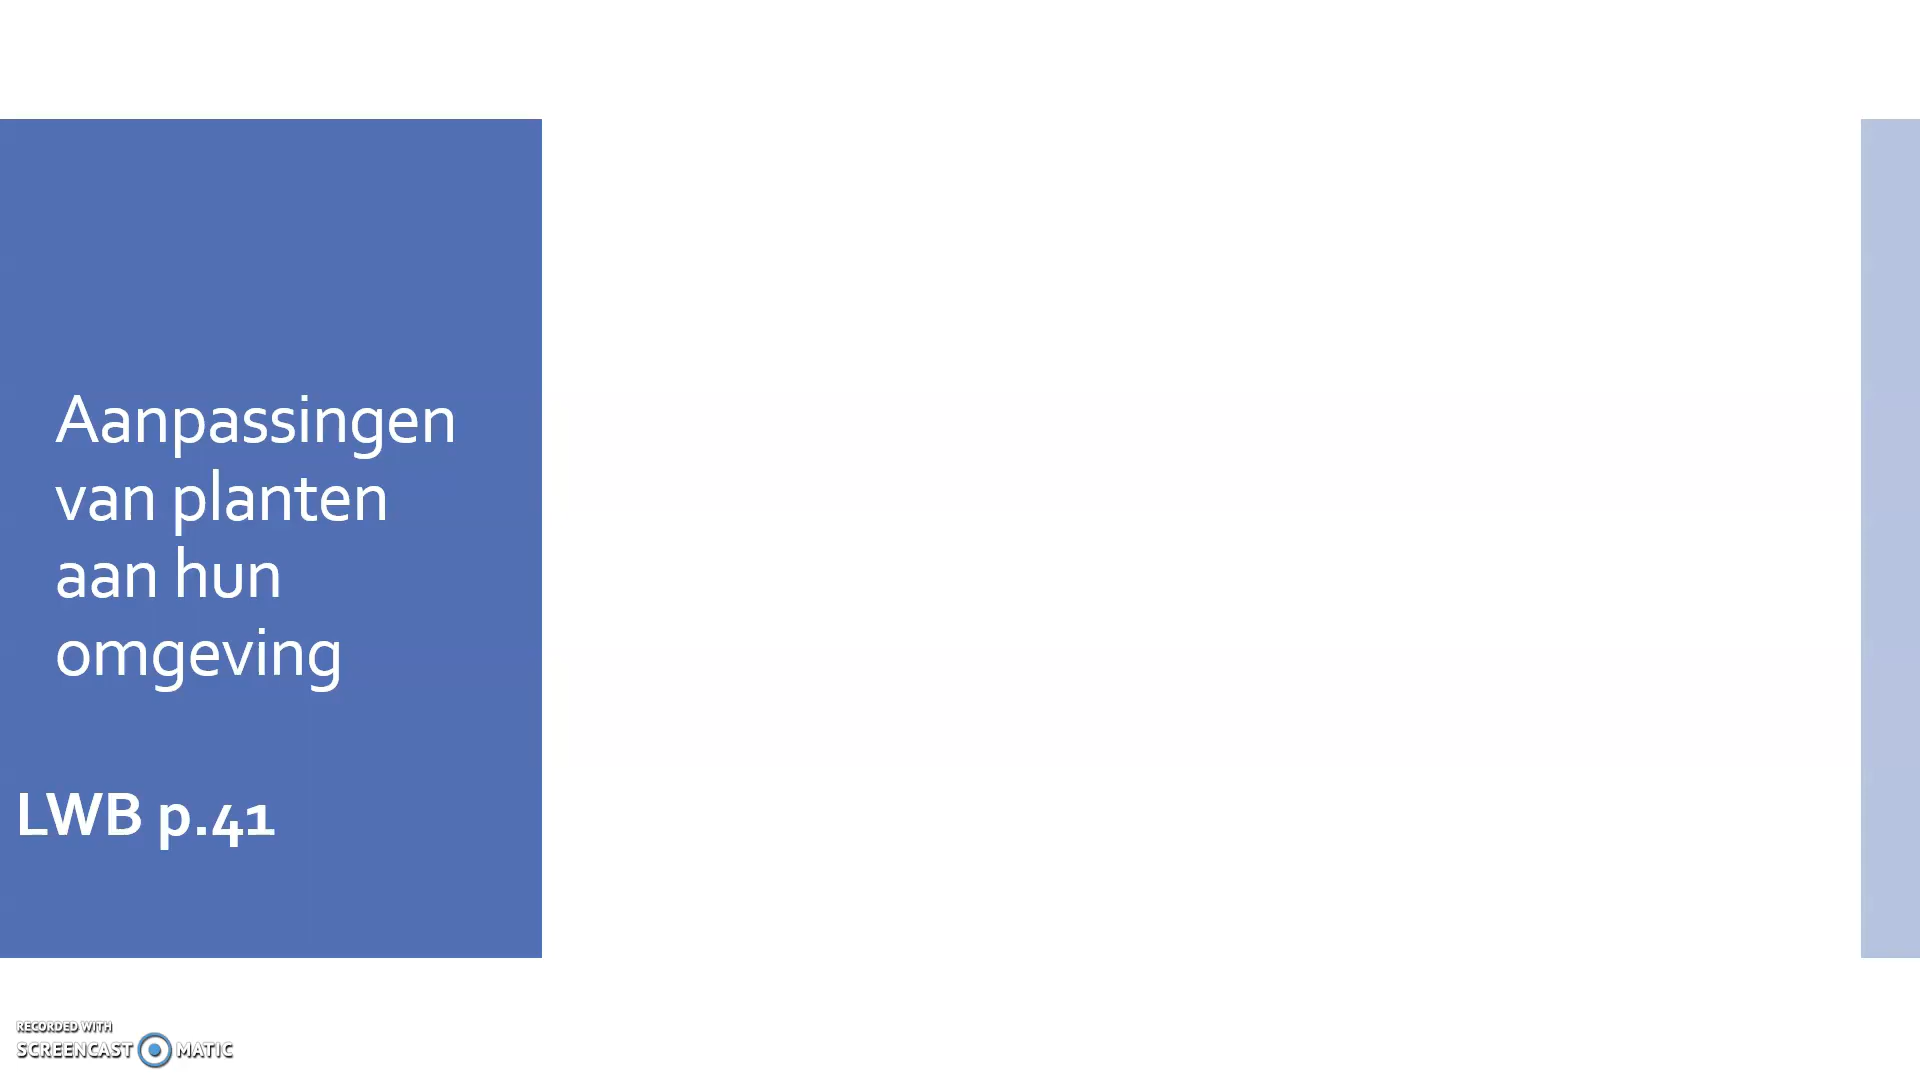 Aanpassingen
van planten
aan hun
omgeving
LWB p.41
RECORDED WITH
SCREENCAST MATIC